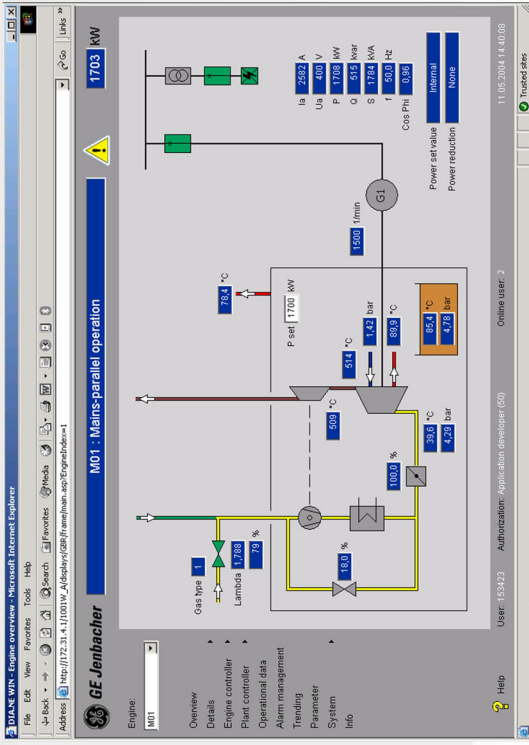 DIA.NE WIN - Engine overview - Microsoft Internet Explorer
File Edit View Favorites Tools Help
Back Search Favorites Media
Address http://172.31.4.1/1001W_A/displays/GBR/frame/main.asp?EngineIndex=1 Go Links »
GE Jenbacher
M01 : Mains-parallel operation
1703 kW
Engine:
M01
Overview
Details
Engine controller
Plant controller
Operational data
Alarm management
Trending
Parameter
System
Info
Gas type 1
Lambda 1,788
79 %
18,0 %
100,0 %
39,6 °C
4,29 bar
509 °C
514 °C
1,42 bar
89,9 °C
85,4 °C
4,78 bar
78,4 °C
P set 1700 kW
1500 1/min
G1
Ia 2582 A
Ua 400 V
P 1708 kW
Q 515 kvar
S 1784 kVA
f 50,0 Hz
Cos Phi 0,96
Power set value Internal
Power reduction None
Help User: 153423 Authorization: Application developer (50) Online user: 2 11.05.2004 14:40:08
Trusted sites